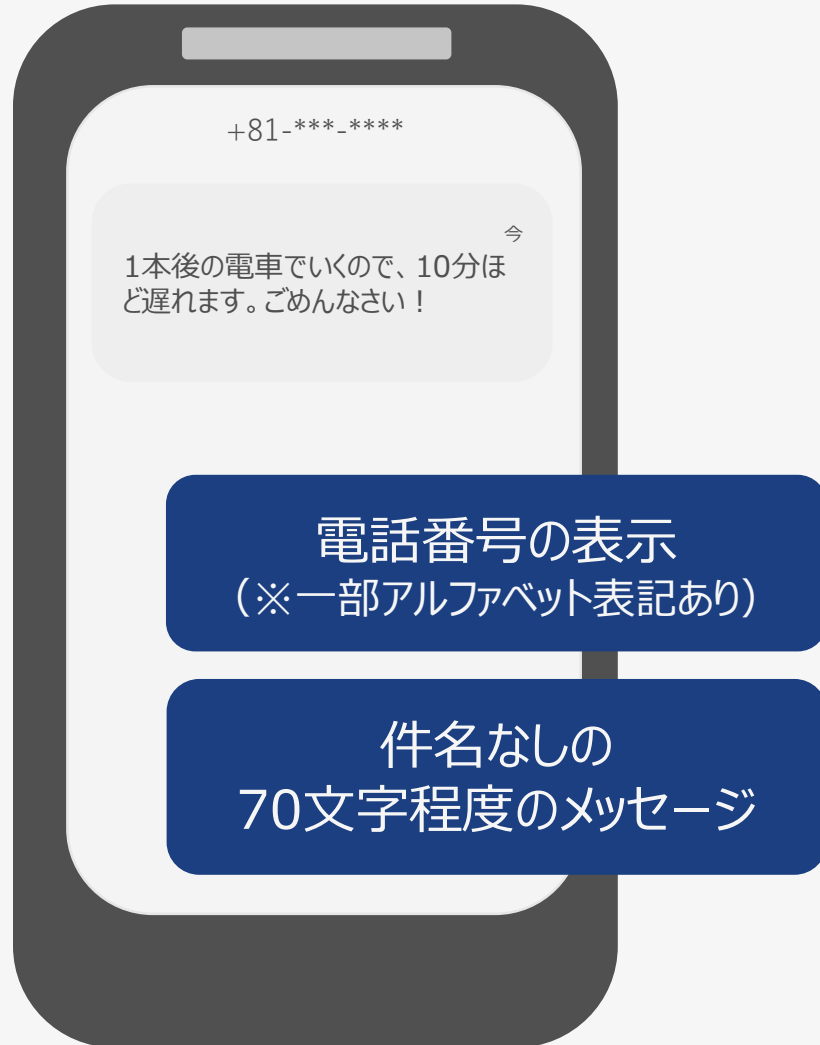 +81-***-****
今
1本後の電車でいくので、10分ほ
ど遅れます。ごめんなさい！
電話番号の表示
（※一部アルファベット表記あり）
件名なしの
70文字程度のメッセージ